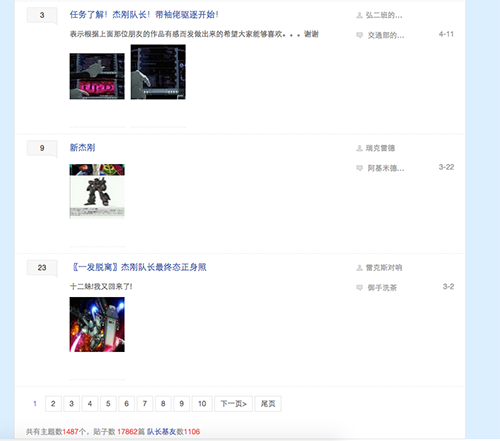 3
任务了解！杰刚队长！带袖佬驱逐开始！
弘二班的...
表示根据上面那位朋友的作品有感而发做出来的希望大家能够喜欢。。。谢谢
交通部的...
4-11
9
新杰刚
瑞克雷德
阿基米德...
3-22
23
〖一发脱离〗杰刚队长最终态正身照
雷克斯对呐
十二妹!我又回来了!
御手洗茶
3-2
1 2 3 4 5 6 7 8 9 10 下一页> 尾页
共有主题数1487个，贴子数 17862篇 队长基友数1106